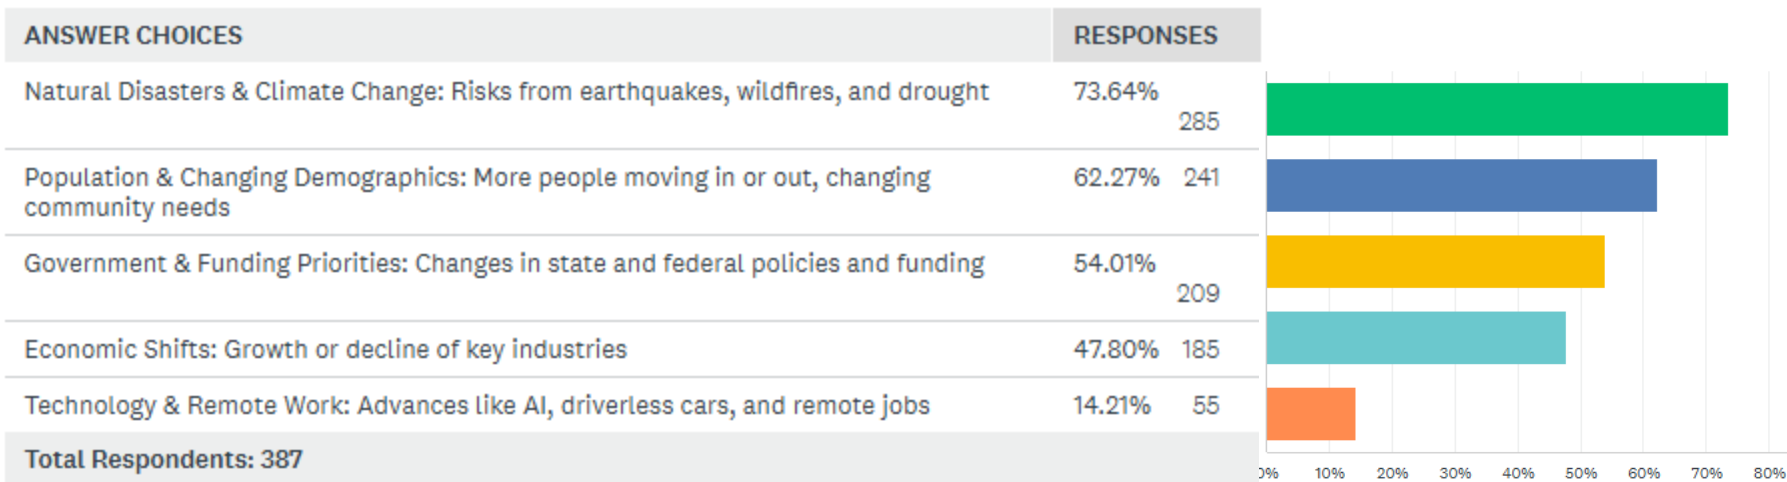 ANSWER CHOICES RESPONSES
Natural Disasters & Climate Change: Risks from earthquakes, wildfires, and drought 73.64%
285
Population & Changing Demographics: More people moving in or out, changing 62.27% 241
community needs
Government & Funding Priorities: Changes in state and federal policies and funding 54.01%
209
Economic Shifts: Growth or decline of key industries 47.80% 185
Technology & Remote Work: Advances like AI, driverless cars, and remote jobs 14.21% 55
Total Respondents: 387
0% 10% 20% 30% 40% 50% 60% 70% 80%